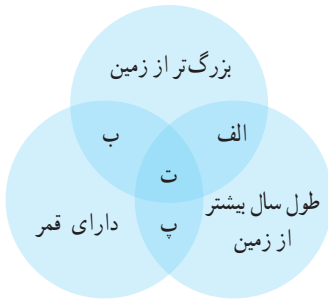 بزرگ‌تر از زمین
الف
ب
ت
طول سال بیشتر
از زمین
دارای قمر
پ